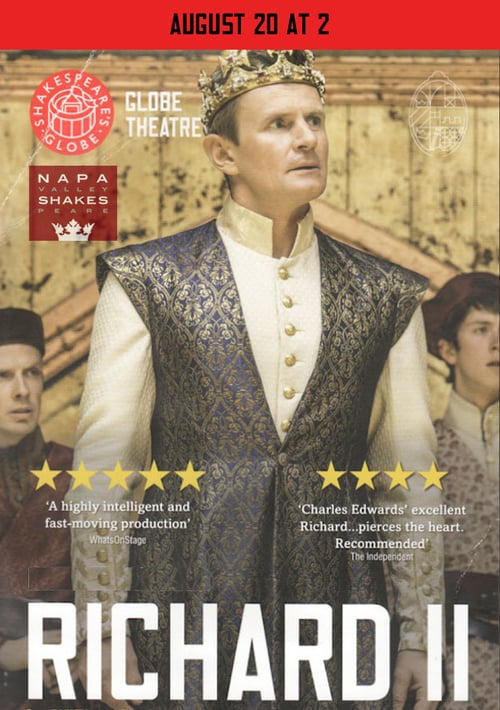 AUGUST 20 AT 2
SHAKESPEARE'S GLOBE
GLOBE
THEATRE
NAPA
VALLEY
SHAKES
PEARE
'A highly intelligent and
fast-moving production'
WhatsOnStage
'Charles Edwards' excellent
Richard...pierces the heart.
Recommended'
The Independent
RICHARD II